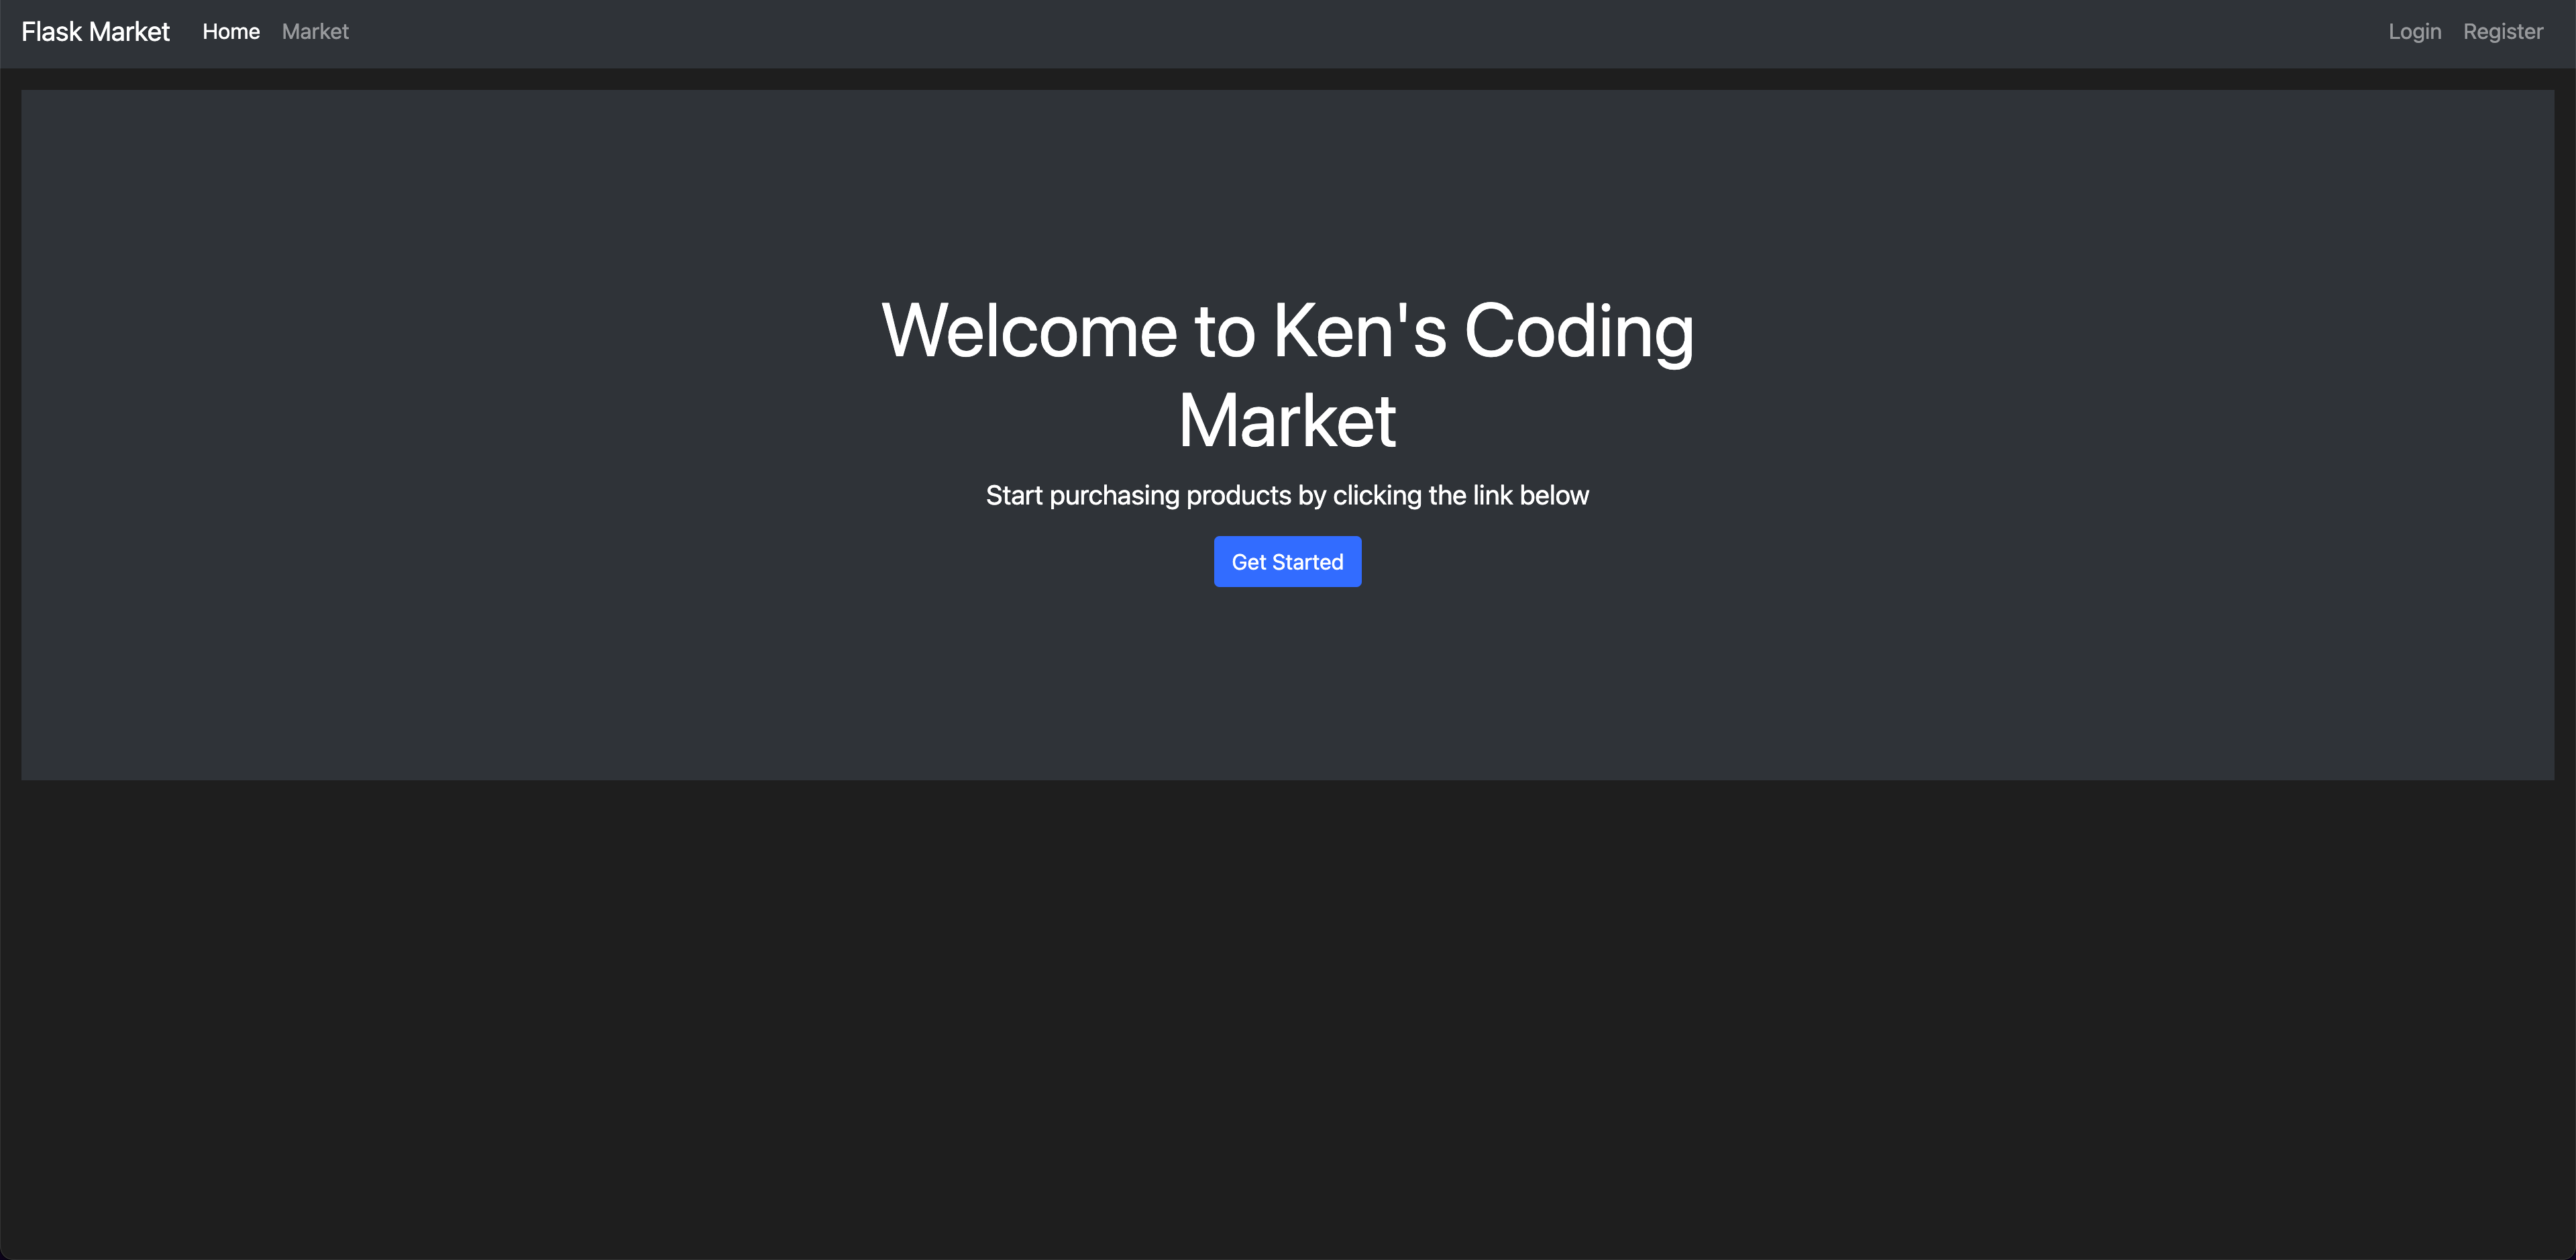 Flask Market Home Market Login Register
Welcome to Ken's Coding
Market
Start purchasing products by clicking the link below
Get Started